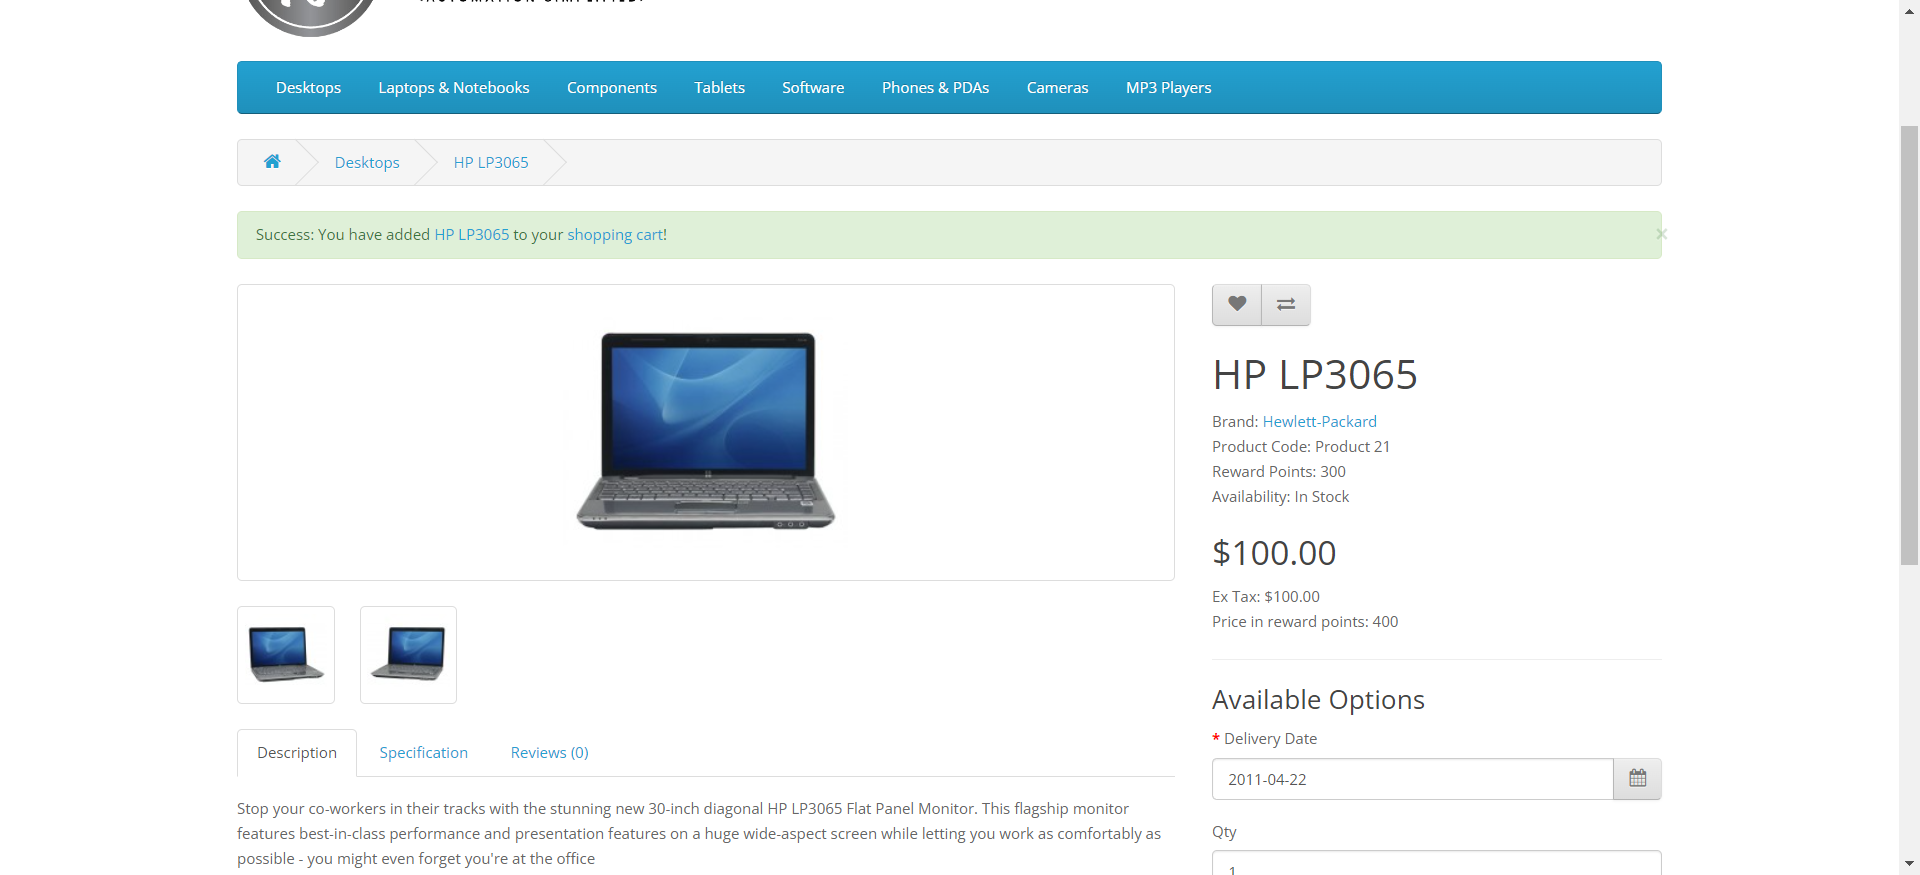 Desktops Laptops & Notebooks Components Tablets Software Phones & PDAs Cameras MP3 Players
Desktops HP LP3065
Success: You have added HP LP3065 to your shopping cart!
×
HP LP3065
Brand: Hewlett-Packard
Product Code: Product 21
Reward Points: 300
Availability: In Stock
$100.00
Ex Tax: $100.00
Price in reward points: 400
Available Options
* Delivery Date
2011-04-22
Qty
1
Description Specification Reviews (0)
Stop your co-workers in their tracks with the stunning new 30-inch diagonal HP LP3065 Flat Panel Monitor. This flagship monitor
features best-in-class performance and presentation features on a huge wide-aspect screen while letting you work as comfortably as
possible - you might even forget you're at the office